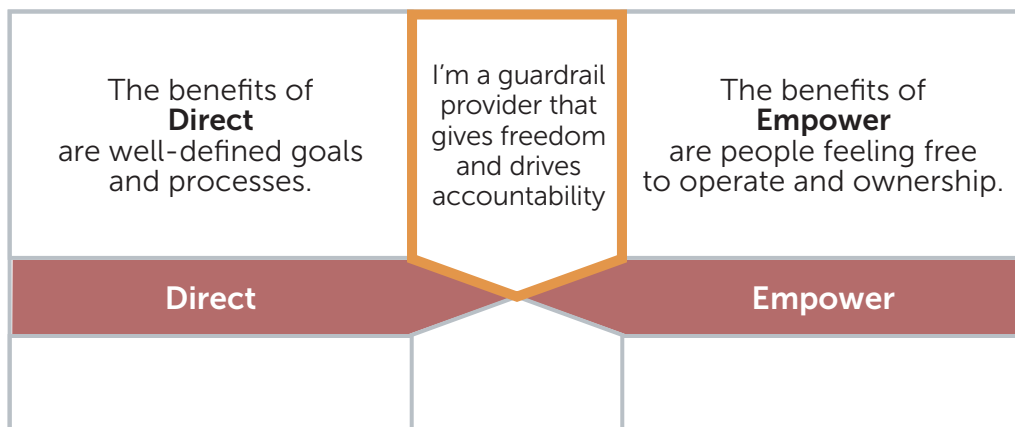 The benefits of
Direct
are well-defined goals
and processes.
I'm a guardrail
provider that
gives freedom
and drives
accountability
The benefits of
Empower
are people feeling free
to operate and ownership.
Direct
Empower